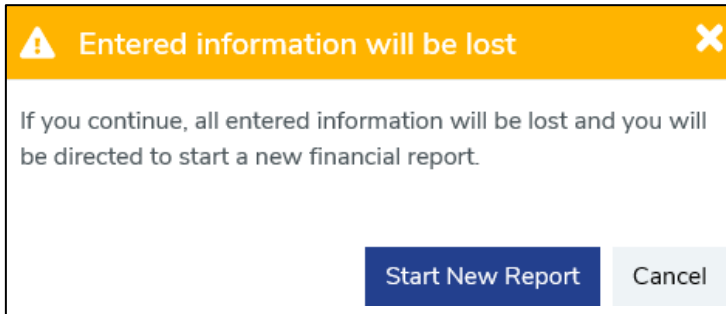 Entered information will be lost
If you continue, all entered information will be lost and you will
be directed to start a new financial report.
Start New Report
Cancel